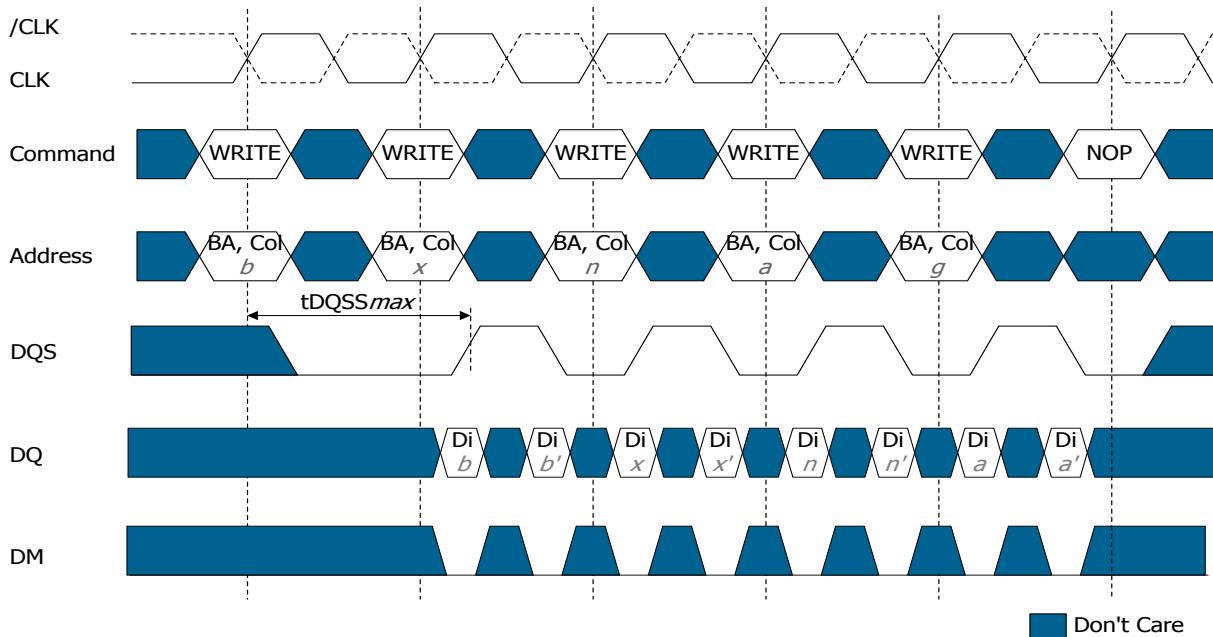 /CLK
CLK
Command WRITE WRITE WRITE WRITE WRITE NOP
Address BA, Col BA, Col BA, Col BA, Col BA, Col
b x n a g
tDQSSmax
DQS
DQ Di Di Di Di Di Di Di Di
b b' x x' n n' a a'
DM
Don't Care